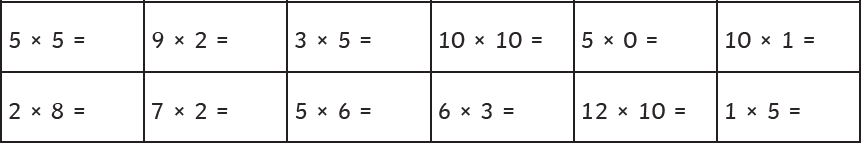 5 × 5 = 9 × 2 = 3 × 5 = 10 × 10 = 5 × 0 = 10 × 1 =
2 × 8 = 7 × 2 = 5 × 6 = 6 × 3 = 12 × 10 = 1 × 5 =